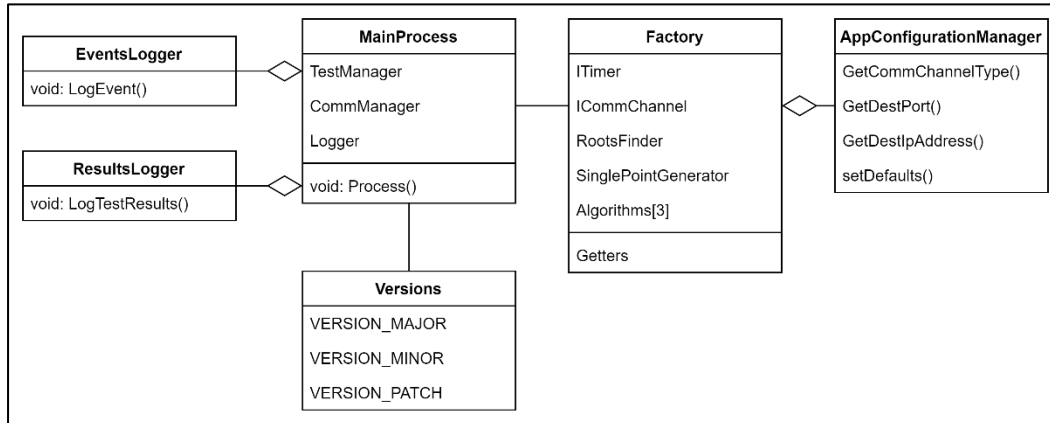 EventsLogger
void: LogEvent()
ResultsLogger
void: LogTestResults()
MainProcess
TestManager
CommManager
Logger
void: Process()
Versions
VERSION_MAJOR
VERSION_MINOR
VERSION_PATCH
Factory
ITimer
ICommChannel
RootsFinder
SinglePointGenerator
Algorithms[3]
Getters
AppConfigurationManager
GetCommChannelType()
GetDestPort()
GetDestIpAddress()
setDefaults()